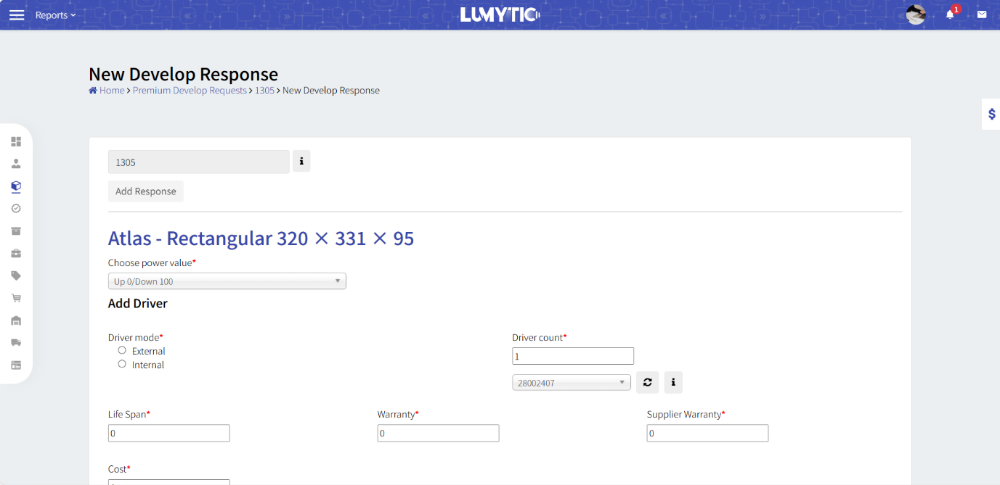 Reports
LUMYTIC
1
New Develop Response
Home > Premium Develop Requests > 1305 > New Develop Response
$
1305
i
Add Response
Atlas - Rectangular 320 × 331 × 95
Choose power value*
Up 0/Down 100
Add Driver
Driver mode*
External
Internal
Driver count*
1
28002407
i
Life Span*
Warranty*
Supplier Warranty*
0
0
0
Cost*